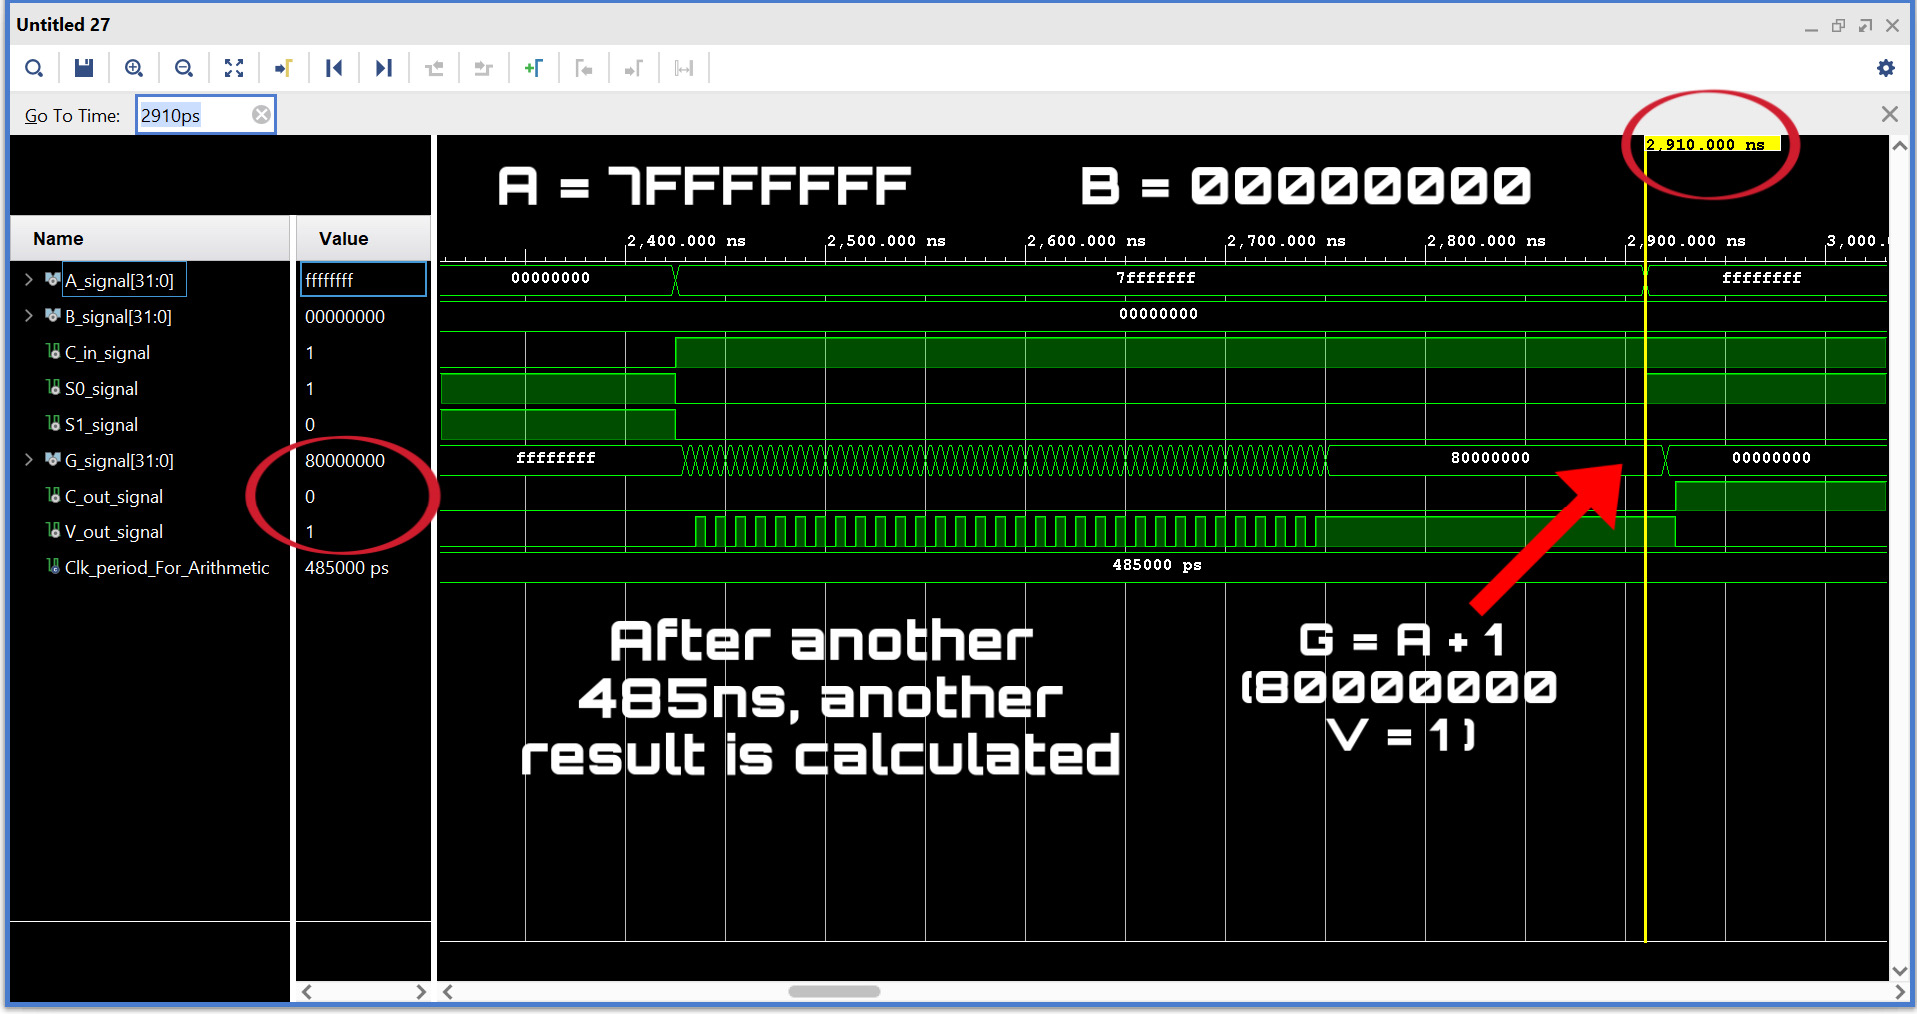 Untitled 27
Go To Time: 2910ps
2,910.000 ns
A = 7FFFFFFF B = 00000000
Name Value
2,400.000 ns 2,500.000 ns 2,600.000 ns 2,700.000 ns 2,800.000 ns 2,900.000 ns 3,000.
A_signal[31:0] ffffffff 00000000 7fffffff ffffffff
B_signal[31:0] 00000000 00000000
C_in_signal 1
S0_signal 1
S1_signal 0
G_signal[31:0] 80000000 ffffffff 80000000 00000000
C_out_signal 0
V_out_signal 1
Clk_period_For_Arithmetic 485000 ps 485000 ps
After another
485ns, another
result is calculated
G = A + 1
(80000000
V = 1)